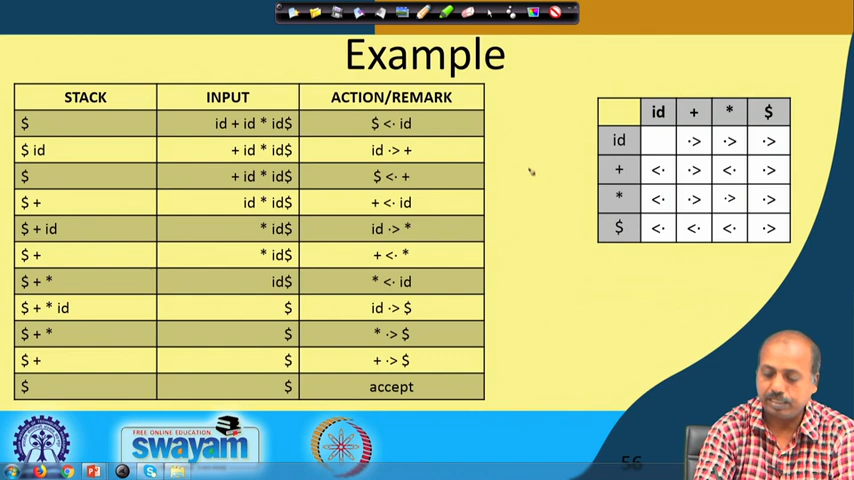 Example
STACK INPUT ACTION/REMARK
$ id + id * id$ $ <· id
$ id + id * id$ id ·> +
$ + id * id$ $ <· +
$ + id * id$ + <· id
$ + id * id$ id ·> *
$ + * id$ + <· *
$ + * id$ * <· id
$ + * id $ id ·> $
$ + * $ * ·> $
$ + $ + ·> $
$ $ accept
id + * $
id ·> ·> ·>
+ <· ·> <· ·>
* <· ·> ·> ·>
$ <· <· <· ·>
FREE ONLINE EDUCATION
swayam
56